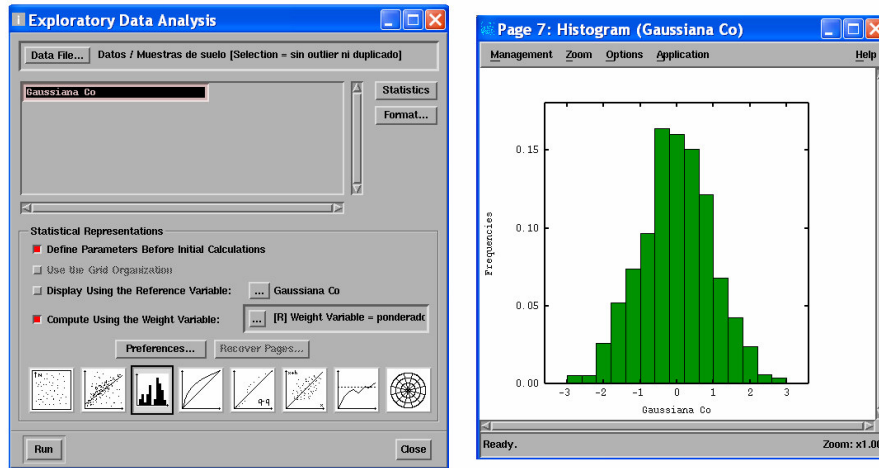 Exploratory Data Analysis
Data File... Datos / Muestras de suelo [Selection = sin outlier ni duplicado]
Gaussiana Co
Statistics
Format...
Statistical Representations
Define Parameters Before Initial Calculations
Use the Grid Organization
Display Using the Reference Variable: ... Gaussiana Co
Compute Using the Weight Variable: ... [R] Weight Variable = ponderado
Preferences... Recover Pages...
N
q-q
x+h
x
Run Close
Page 7: Histogram (Gaussiana Co)
Management Zoom Options Application Help
0.15
0.10
0.05
0.00
Frequencies
-3 -2 -1 0 1 2 3
Gaussiana Co
Ready. Zoom: x1.00